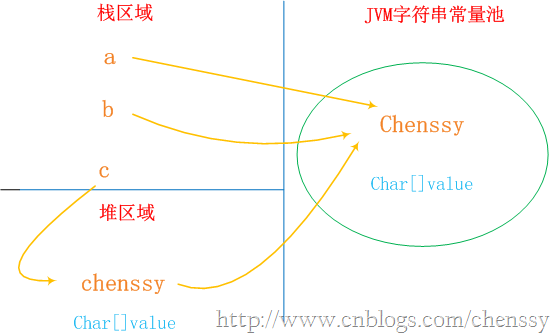 栈区域
JVM字符串常量池
a
b
Chenssy
c
Char[]value
堆区域
chenssy
Char[]value
http://www.cnblogs.com/chenssy